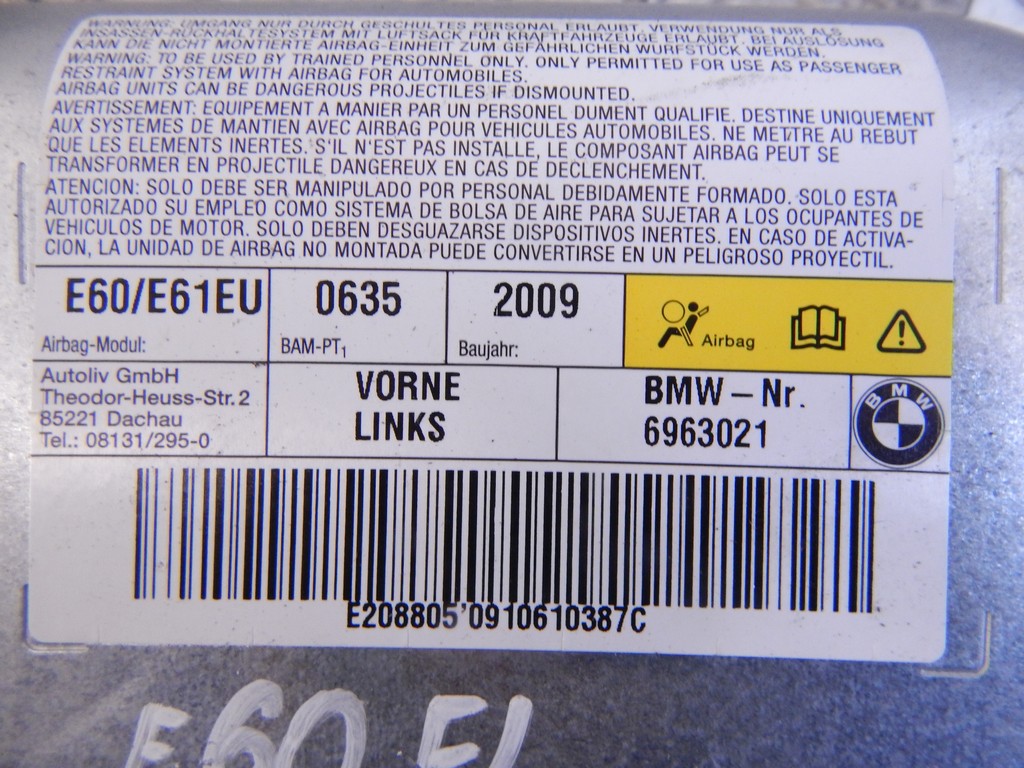 WARNUNG: UMGANG NUR DURCH GESCHULTES PERSONAL ERLAUBT. VERWENDUNG NUR ALS
INSASSEN-RÜCKHALTESYSTEM MIT LUFTSACK FÜR KRAFTFAHRZEUGE ERLAUBT. BEI AUSLÖSUNG
KANN DIE NICHT MONTIERTE AIRBAG-EINHEIT ZUM GEFÄHRLICHEN WURFSTÜCK WERDEN.
WARNING: TO BE USED BY TRAINED PERSONNEL ONLY. ONLY PERMITTED FOR USE AS PASSENGER
RESTRAINT SYSTEM WITH AIRBAG FOR AUTOMOBILES.
AIRBAG UNITS CAN BE DANGEROUS PROJECTILES IF DISMOUNTED.
AVERTISSEMENT: EQUIPEMENT A MANIER PAR UN PERSONEL DUMENT QUALIFIE. DESTINE UNIQUEMENT
AUX SYSTEMES DE MANTIEN AVEC AIRBAG POUR VEHICULES AUTOMOBILES. NE METTRE AU REBUT
QUE LES ELEMENTS INERTES. S'IL N'EST PAS INSTALLE, LE COMPOSANT AIRBAG PEUT SE
TRANSFORMER EN PROJECTILE DANGEREUX EN CAS DE DECLENCHEMENT.
ATENCION: SOLO DEBE SER MANIPULADO POR PERSONAL DEBIDAMENTE FORMADO. SOLO ESTA
AUTORIZADO SU EMPLEO COMO SISTEMA DE BOLSA DE AIRE PARA SUJETAR A LOS OCUPANTES DE
VEHICULOS DE MOTOR. SOLO DEBEN DESGUAZARSE DISPOSITIVOS INERTES. EN CASO DE ACTIVA-
CION, LA UNIDAD DE AIRBAG NO MONTADA PUEDE CONVERTIRSE EN UN PELIGROSO PROYECTIL.
E60/E61EU 0635 2009
Airbag-Modul: BAM-PT1 Baujahr: Airbag
Autoliv GmbH
Theodor-Heuss-Str. 2
85221 Dachau
Tel.: 08131/295-0
VORNE
LINKS
BMW – Nr.
6963021
BMW
E208805'0910610387C
E60